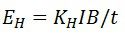 E_H = K_H IB/t